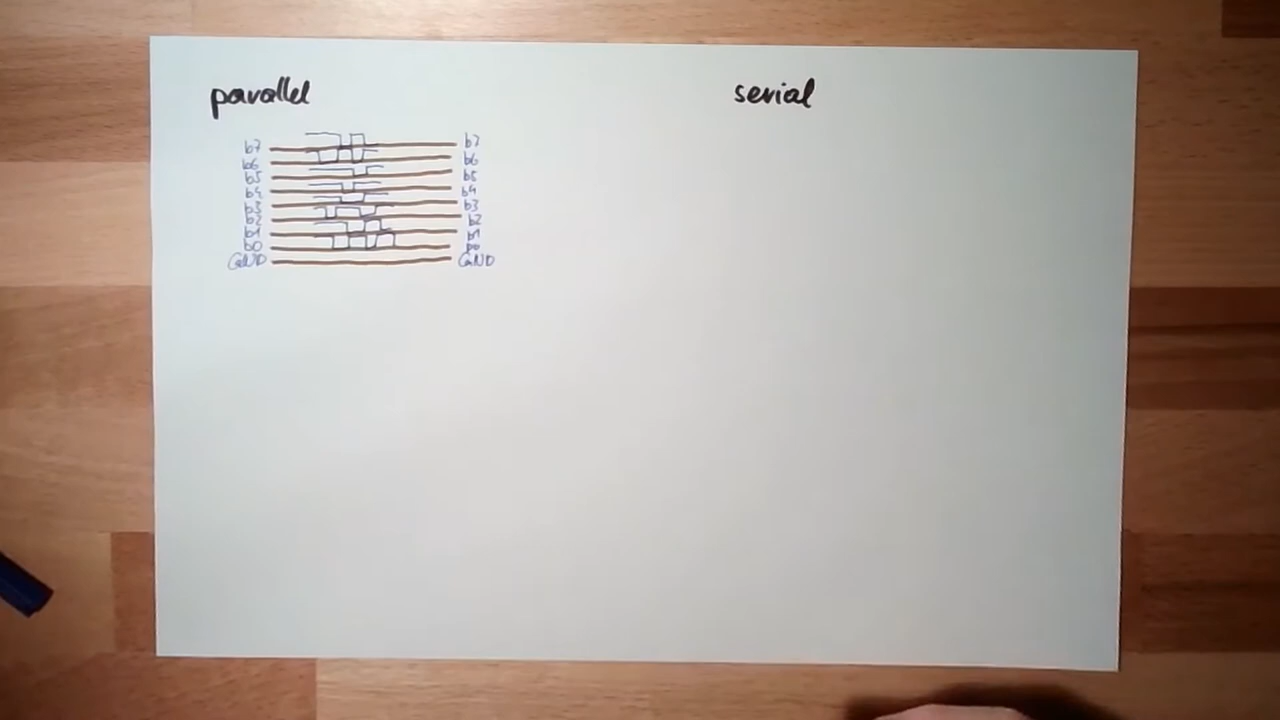 parallel serial
b7 b7
b6 b6
b5 b5
b4 b4
b3 b3
b2 b2
b1 b1
b0 b0
GND GND